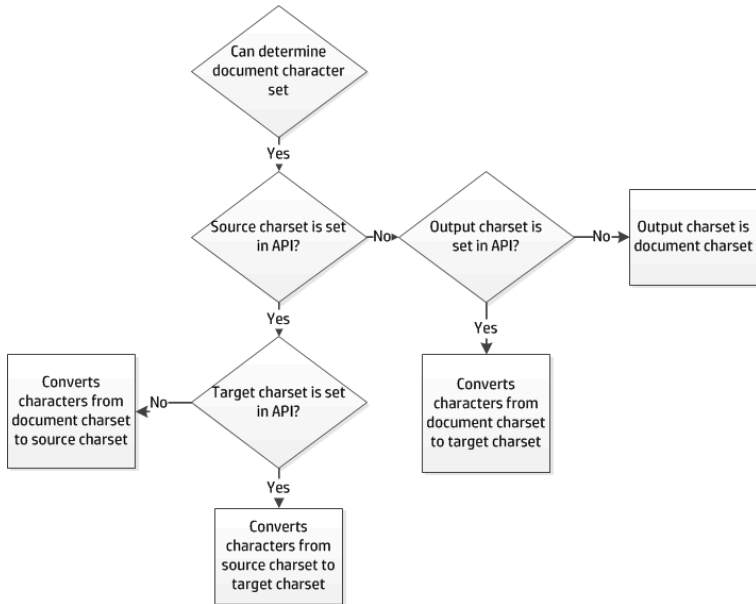 Can determine
document character
set
Yes
Source charset is set
in API?
No
Output charset is
set in API?
No
Output charset is
document charset
Yes
Yes
Converts
characters from
document charset
to source charset
No
Target charset is set
in API?
Converts
characters from
document charset
to target charset
Yes
Converts
characters from
source charset to
target charset